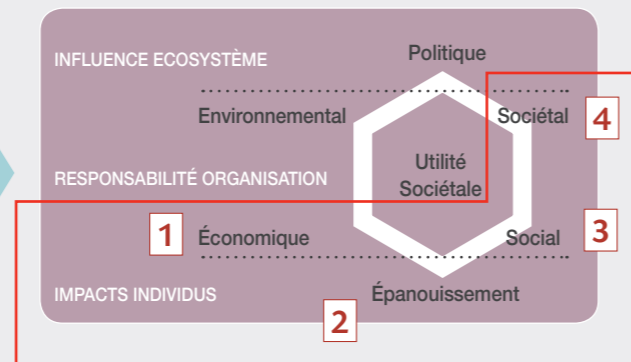 Politique
INFLUENCE ECOSYSTÈME
Environnemental
Sociétal
4
Utilité
Sociétale
RESPONSABILITÉ ORGANISATION
1
Économique
Social
3
IMPACTS INDIVIDUS
Épanouissement
2